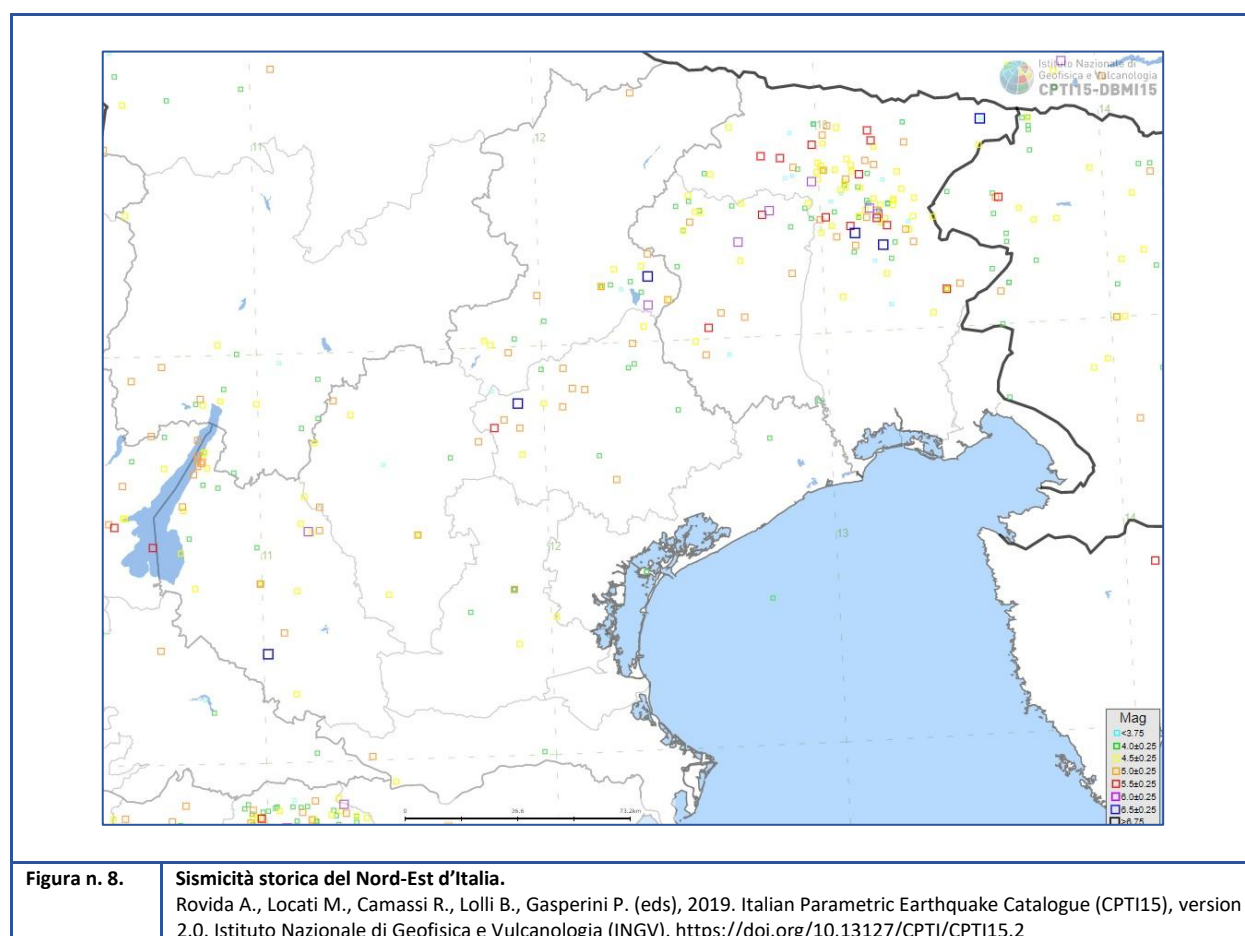 Istituto Nazionale di
Geofisica e Vulcanologia
CPTI15-DBMI15
11
12
13
14
11
12
13
14
0 36.6 73.2km
Mag
<3.75
4.0±0.25
4.5±0.25
5.0±0.25
5.5±0.25
6.0±0.25
6.5±0.25
>6.75
Figura n. 8.
Sismicità storica del Nord-Est d’Italia.
Rovida A., Locati M., Camassi R., Lolli B., Gasperini P. (eds), 2019. Italian Parametric Earthquake Catalogue (CPTI15), version
2.0. Istituto Nazionale di Geofisica e Vulcanologia (INGV). https://doi.org/10.13127/CPTI/CPTI15.2